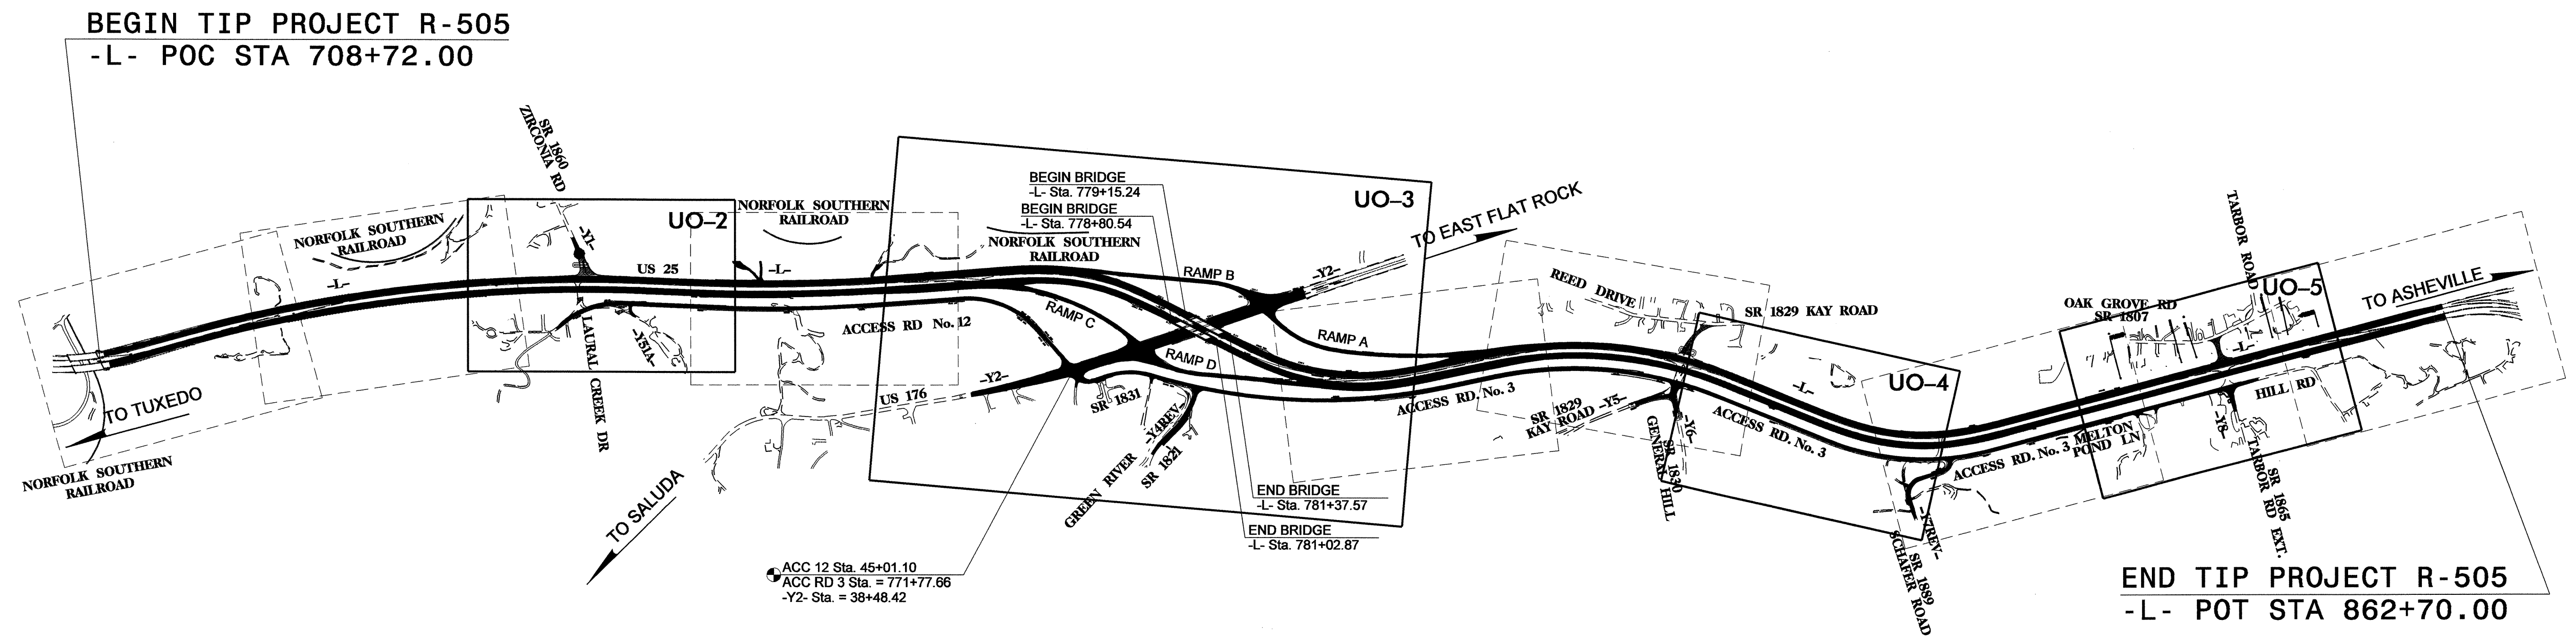 BEGIN TIP PROJECT R-505
-L- POC STA 708+72.00
SR 1860
ZIRCONIA RD
NORFOLK SOUTHERN
RAILROAD
-L-
-Y1-
UO-2
US 25
LAURAL CREEK DR
-Y51A-
NORFOLK SOUTHERN
RAILROAD
-L-
ACCESS RD No. 12
BEGIN BRIDGE
-L- Sta. 779+15.24
BEGIN BRIDGE
-L- Sta. 778+80.54
NORFOLK SOUTHERN
RAILROAD
UO-3
TO EAST FLAT ROCK
RAMP B
-Y2-
RAMP C
RAMP A
RAMP D
-Y2-
US 176
SR 1831
-Y4REV-
GREEN RIVER
SR 1821
ACCESS RD. No. 3
END BRIDGE
-L- Sta. 781+37.57
END BRIDGE
-L- Sta. 781+02.87
TO TUXEDO
NORFOLK SOUTHERN
RAILROAD
TO SALUDA
ACC 12 Sta. 45+01.10
ACC RD 3 Sta. = 771+77.66
-Y2- Sta. = 38+48.42
REED DRIVE
SR 1829 KAY ROAD
SR 1829
KAY ROAD -Y5-
-Y6-
SR 1830
GENERAL HILL
ACCESS RD. No. 3
-L-
UO-4
ACCESS RD. No. 3
-Y7REV-
SR 1889
SCHAFER ROAD
TARBOR ROAD
OAK GROVE RD
SR 1807
UO-5
TO ASHEVILLE
-L-
HILL RD
MELTON
POND LN
-Y8-
SR 1865
TARBOR RD EXT.
END TIP PROJECT R-505
-L- POT STA 862+70.00